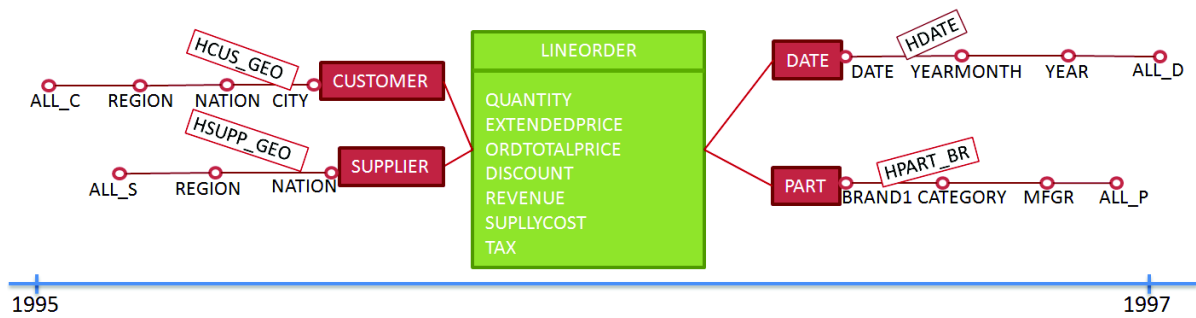 HCUS_GEO
CUSTOMER
ALL_C REGION NATION CITY
HSUPP_GEO
SUPPLIER
ALL_S REGION NATION
LINEORDER
QUANTITY
EXTENDEDPRICE
ORDTOTALPRICE
DISCOUNT
REVENUE
SUPLLYCOST
TAX
HDATE
DATE
DATE YEARMONTH YEAR ALL_D
HPART_BR
PART
BRAND1 CATEGORY MFGR ALL_P
1995 1997